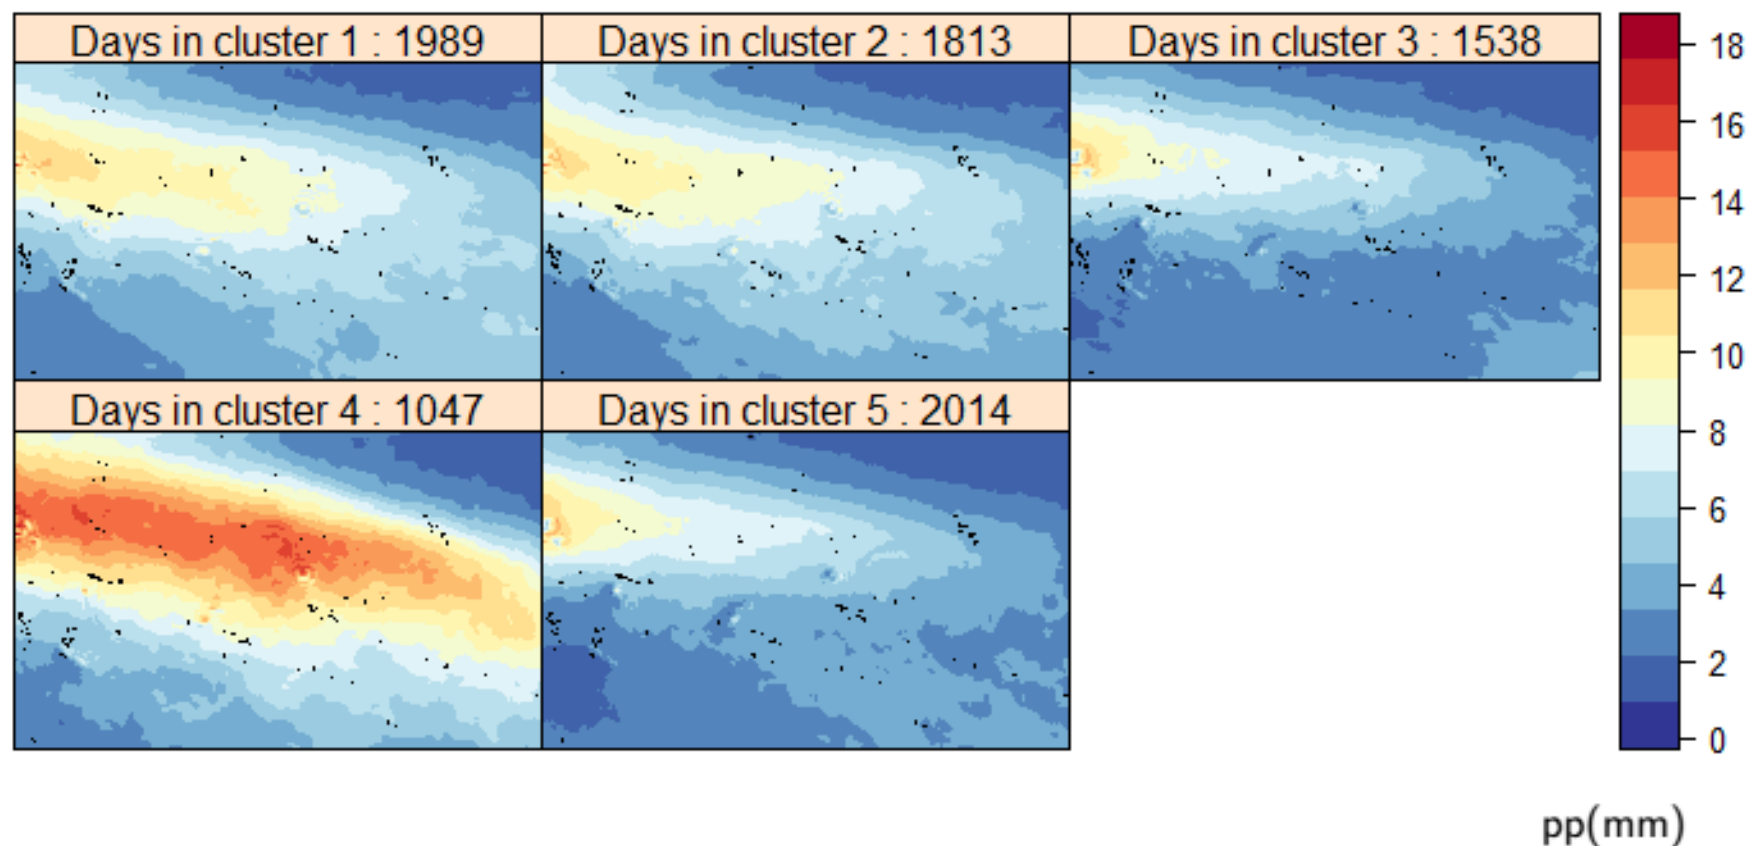 Days in cluster 1 : 1989
Days in cluster 2 : 1813
Days in cluster 3 : 1538
Days in cluster 4 : 1047
Days in cluster 5 : 2014
18
16
14
12
10
8
6
4
2
0
pp(mm)